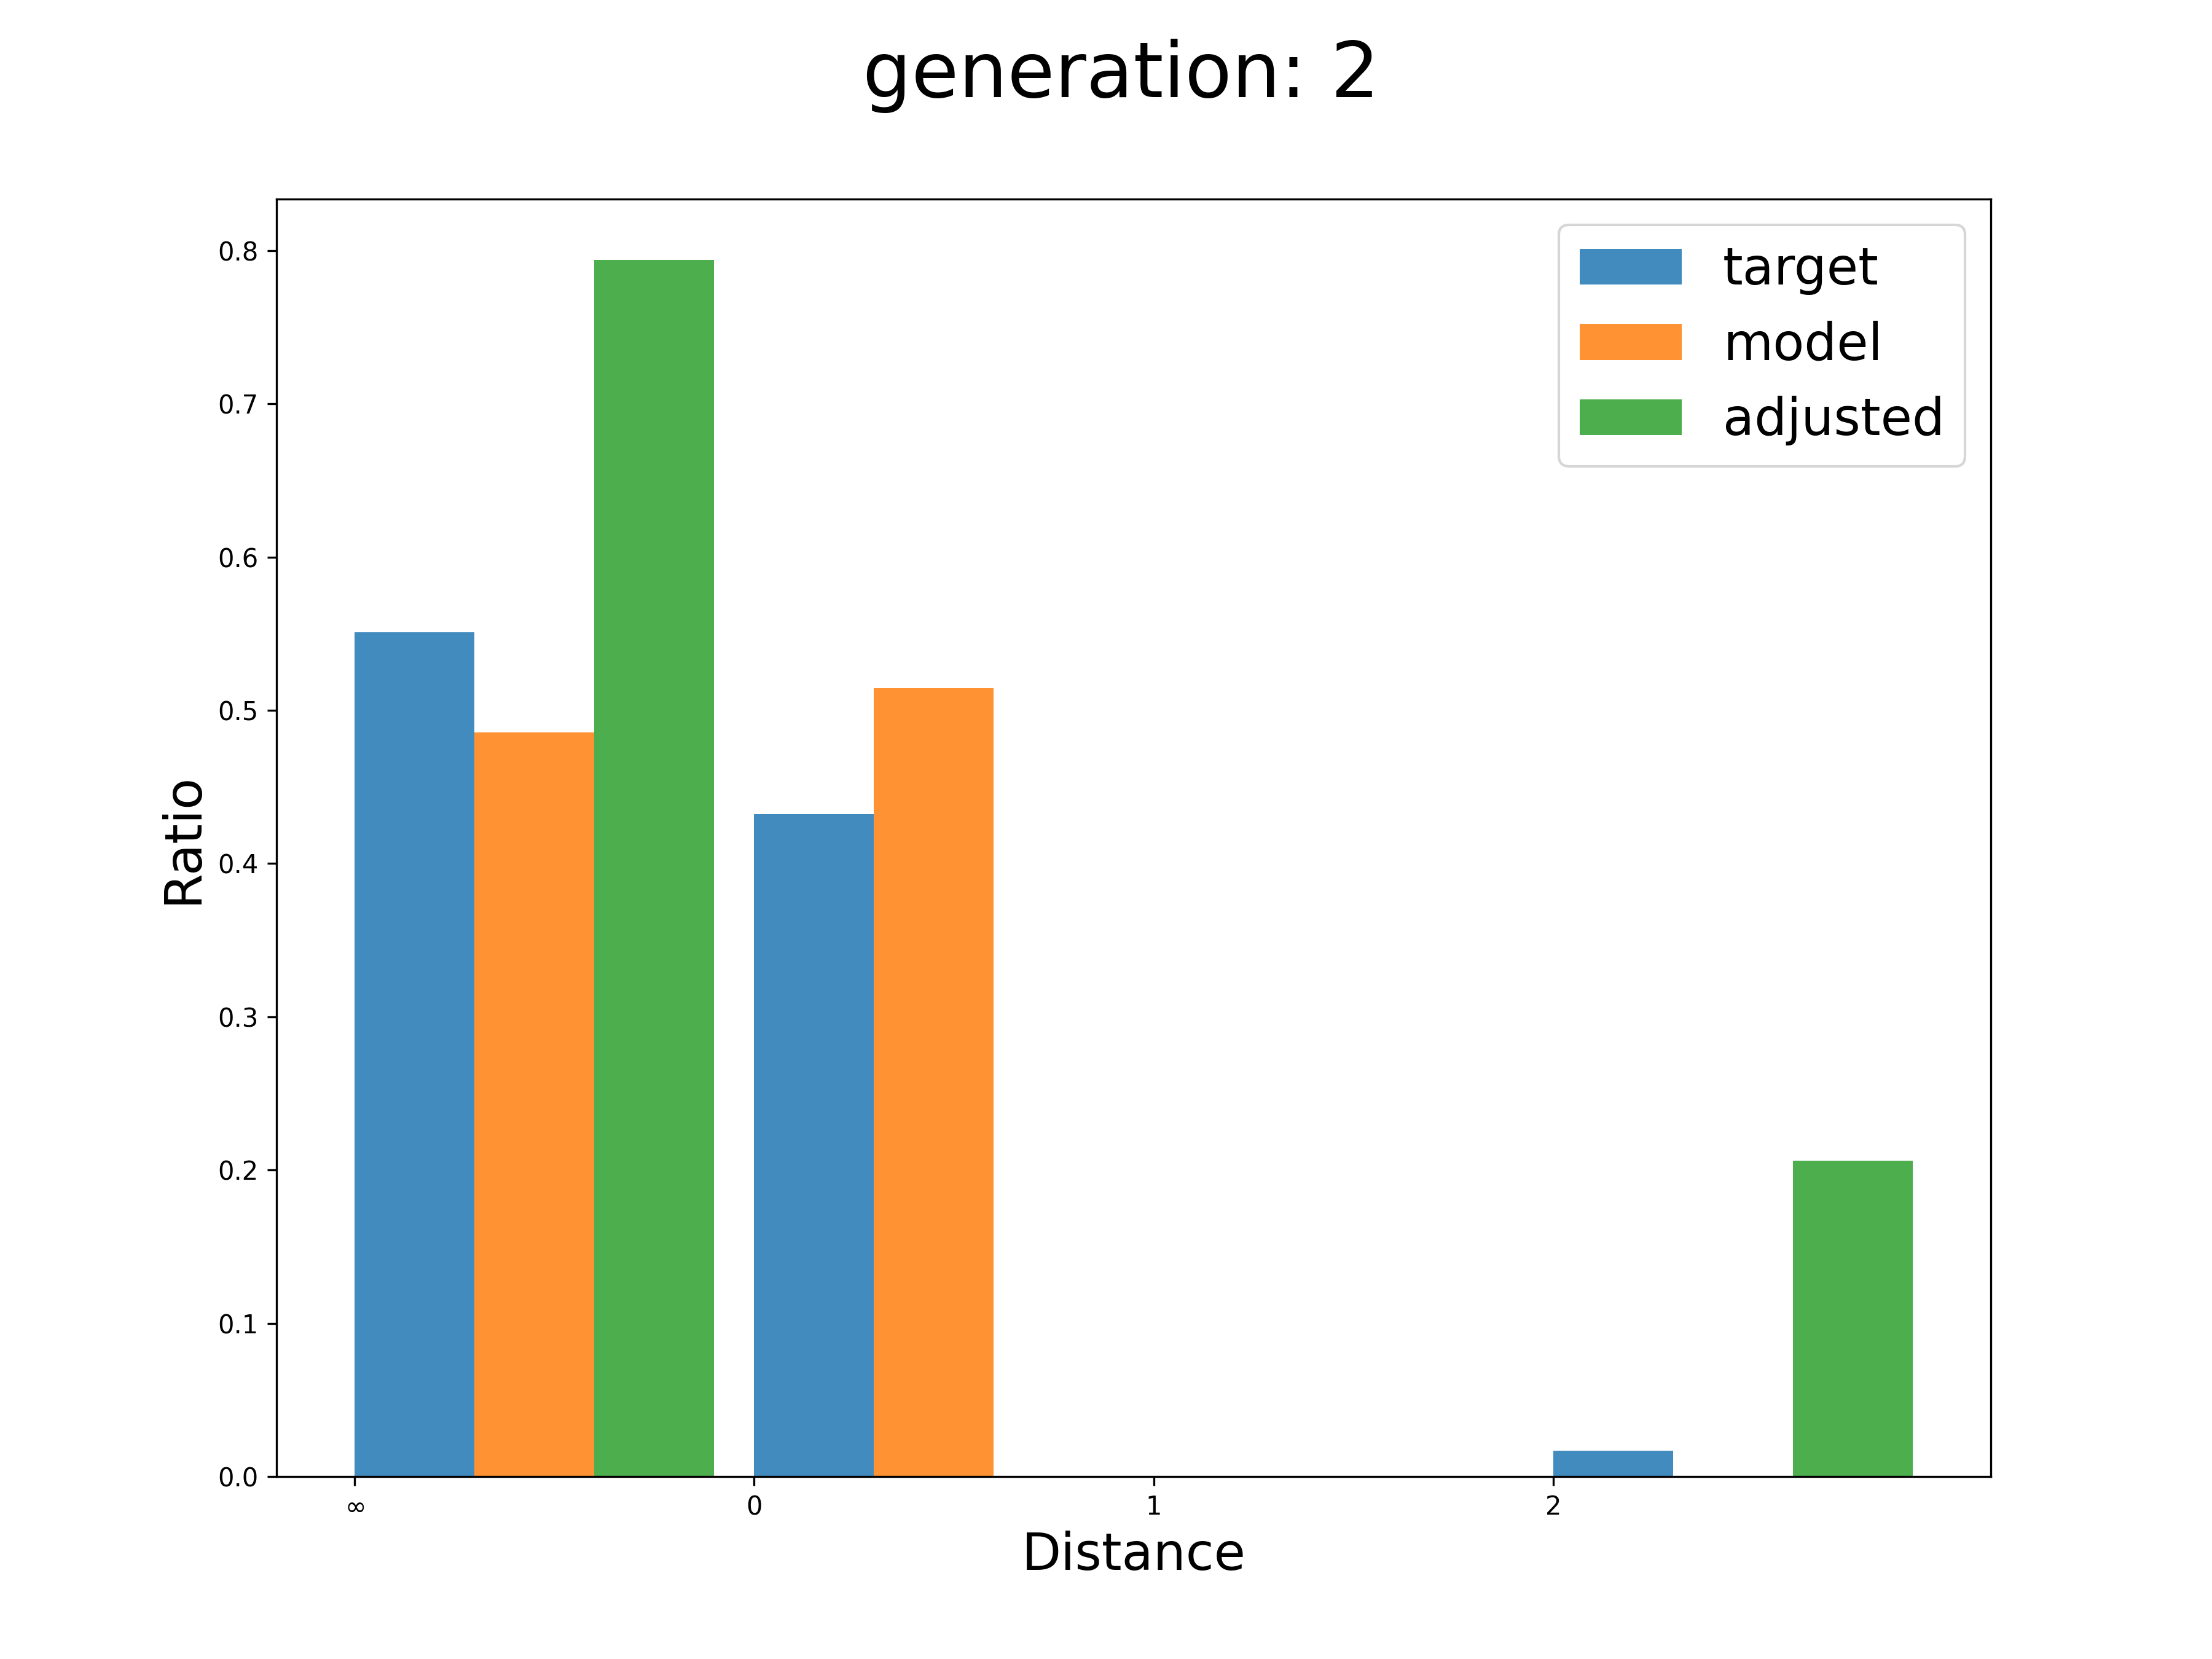 generation: 2
target
model
adjusted
0.8
0.7
0.6
0.5
0.4
0.3
0.2
0.1
0.0
Ratio
∞ 0 1 2
Distance